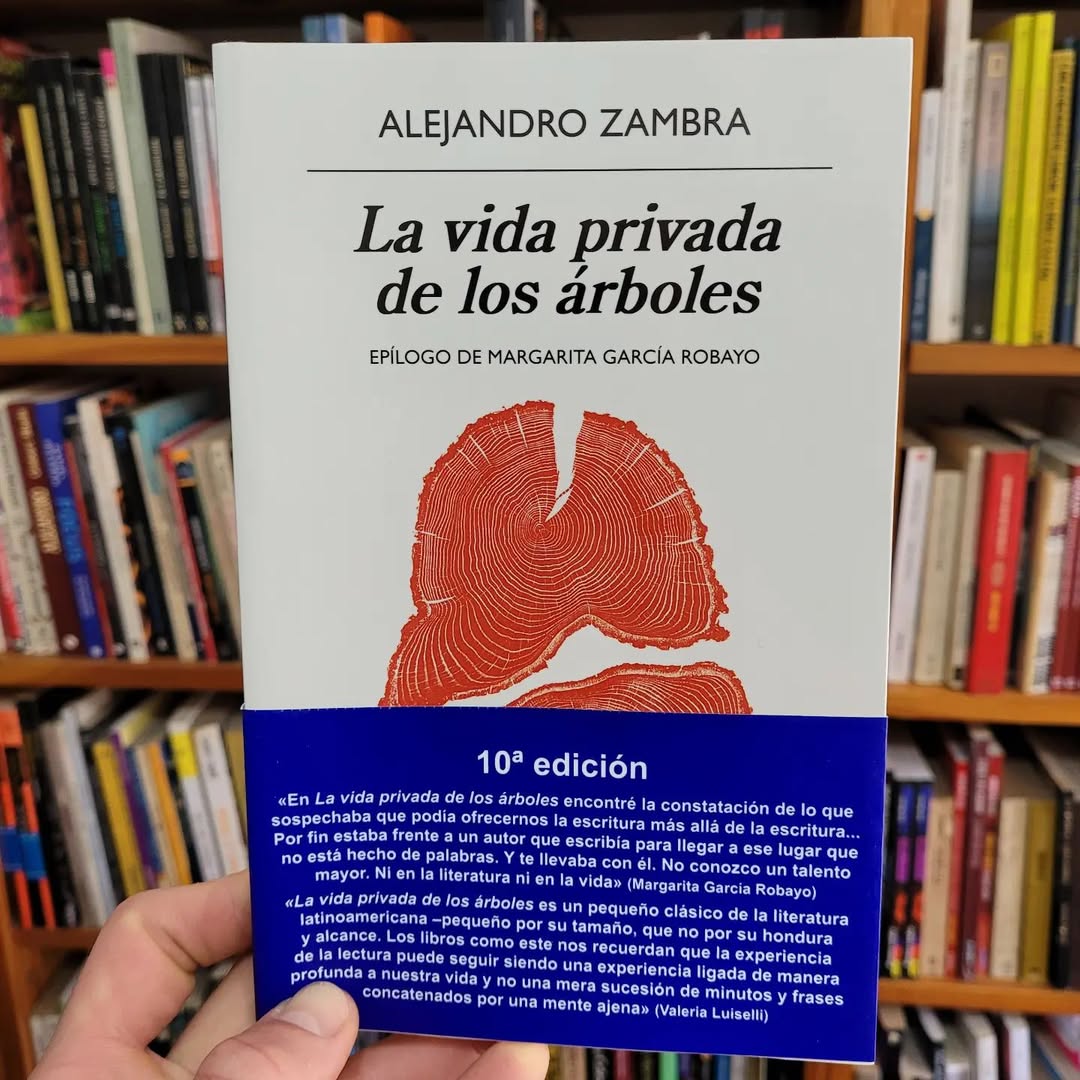 ALEJANDRO ZAMBRA
La vida privada
de los árboles
EPÍLOGO DE MARGARITA GARCÍA ROBAYO
10ª edición
«En La vida privada de los árboles encontré la constatación de lo que
sospechaba que podía ofrecernos la escritura más allá de la escritura...
Por fin estaba frente a un autor que escribía para llegar a ese lugar que
no está hecho de palabras. Y te llevaba con él. No conozco un talento
mayor. Ni en la literatura ni en la vida» (Margarita García Robayo)
«La vida privada de los árboles es un pequeño clásico de la literatura
latinoamericana –pequeño por su tamaño, que no por su hondura
y alcance. Los libros como este nos recuerdan que la experiencia
de la lectura puede seguir siendo una experiencia ligada de manera
profunda a nuestra vida y no una mera sucesión de minutos y frases
concatenados por una mente ajena» (Valeria Luiselli)